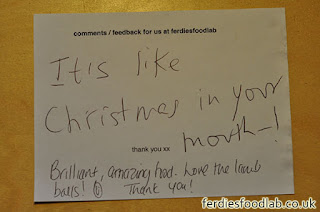 comments / feedback for us at ferdiesfoodlab
It's like
Christmas in your
mouth-!
thank you xx
Brilliant, amazing food. Love the lamb
balls! Thank you!
ferdiesfoodlab.co.uk